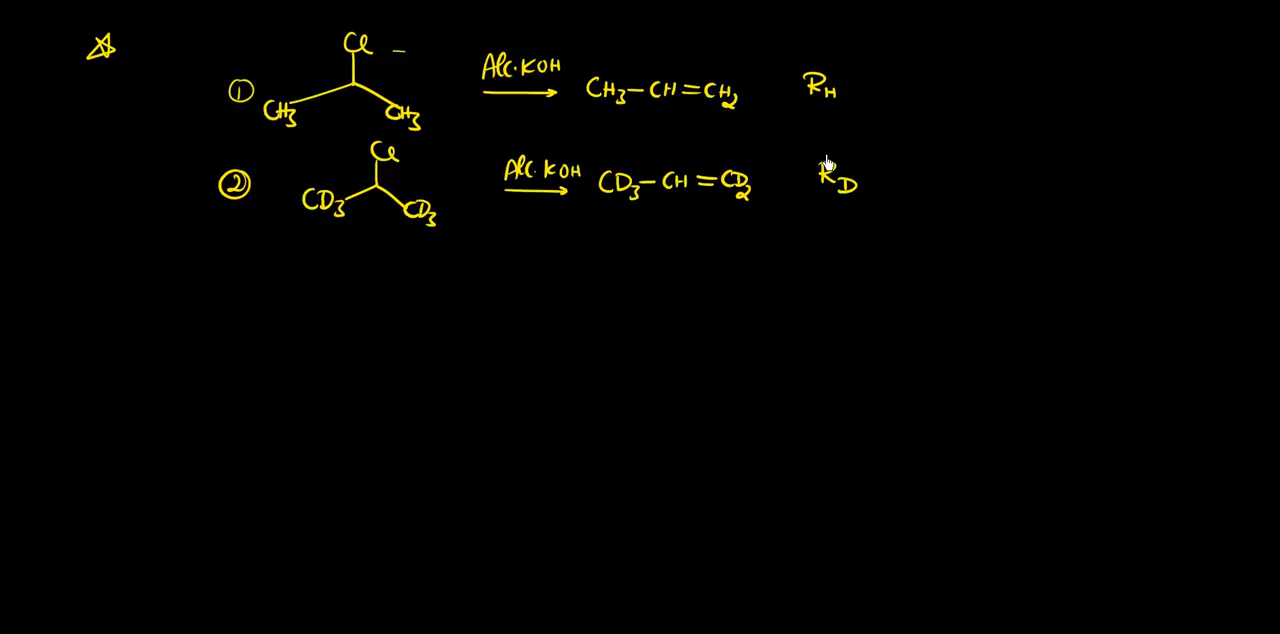 Cl
① CH3 CH3 Alc. KOH CH3-CH=CH2 RH
Cl
② CD3 CD3 Alc. KOH CD3-CH=CD2 RD